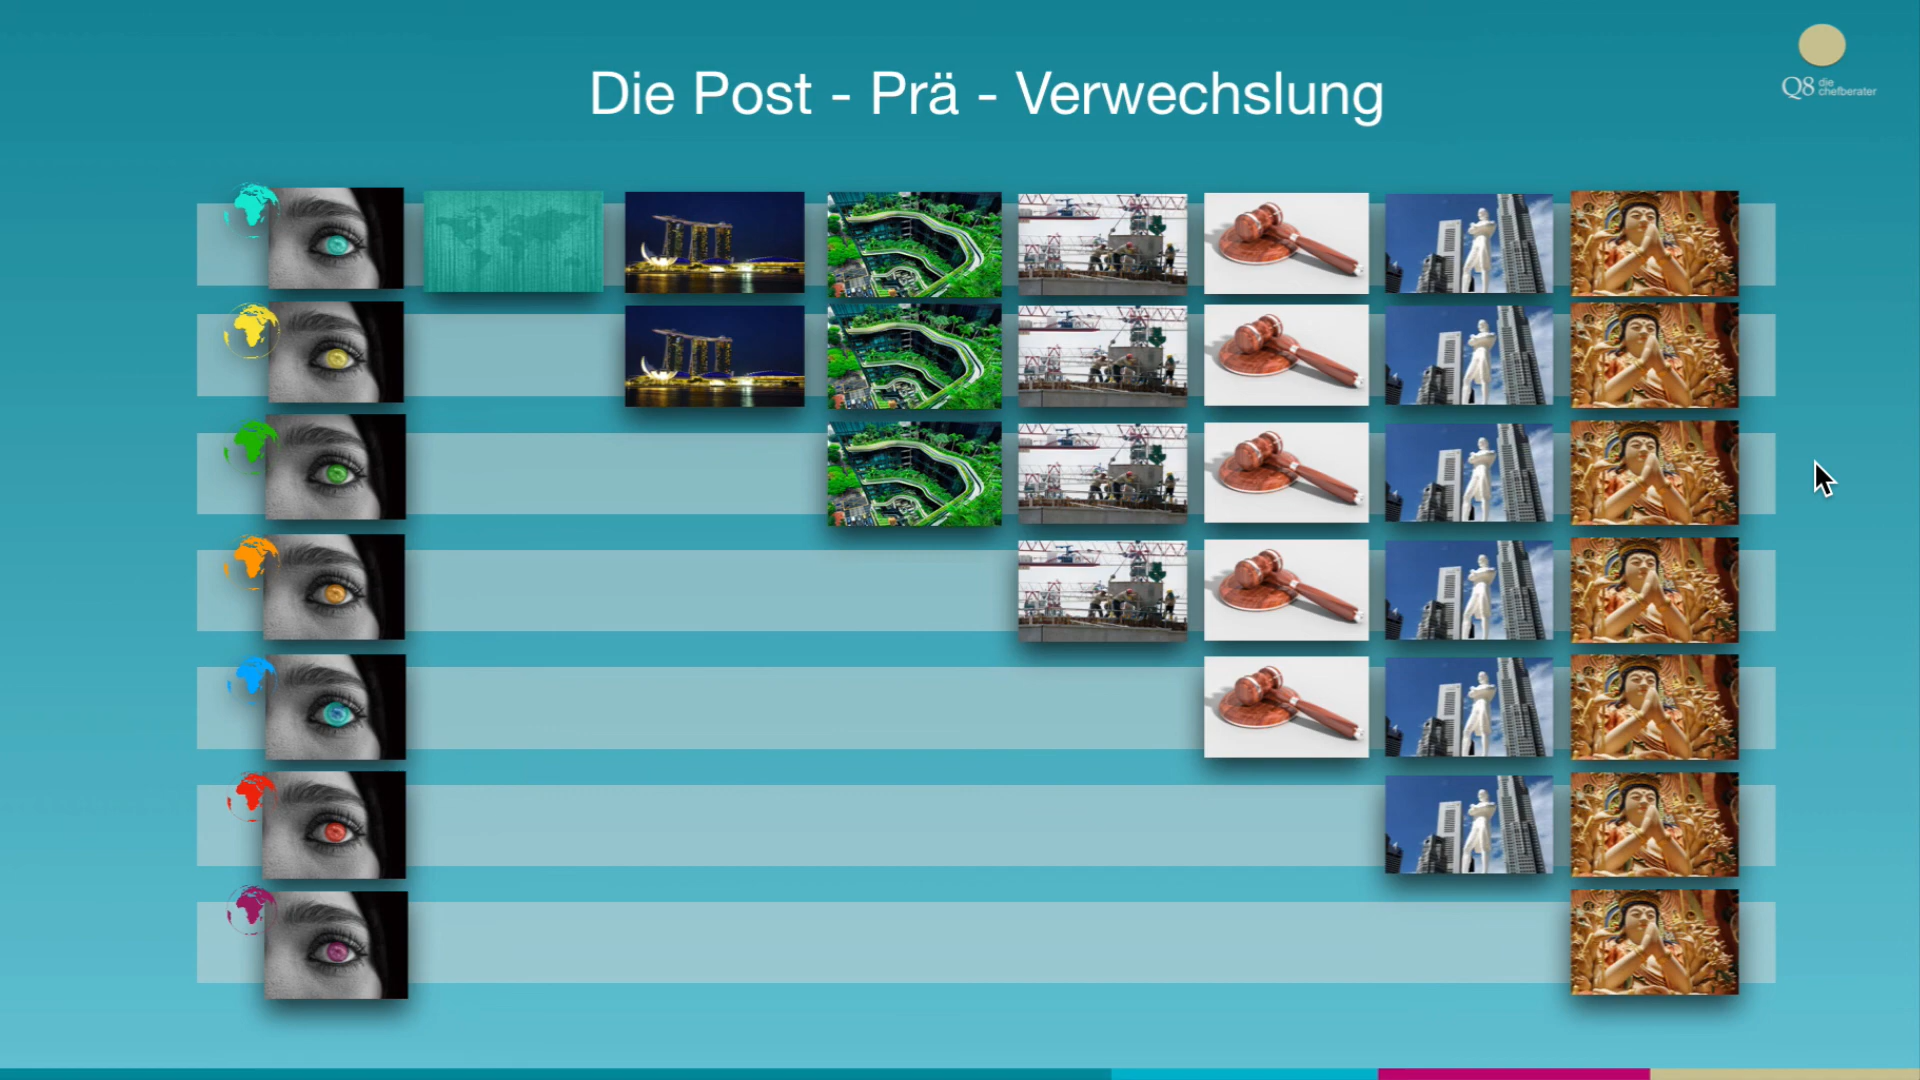 Die Post - Prä - Verwechslung
Q8 die chefberater